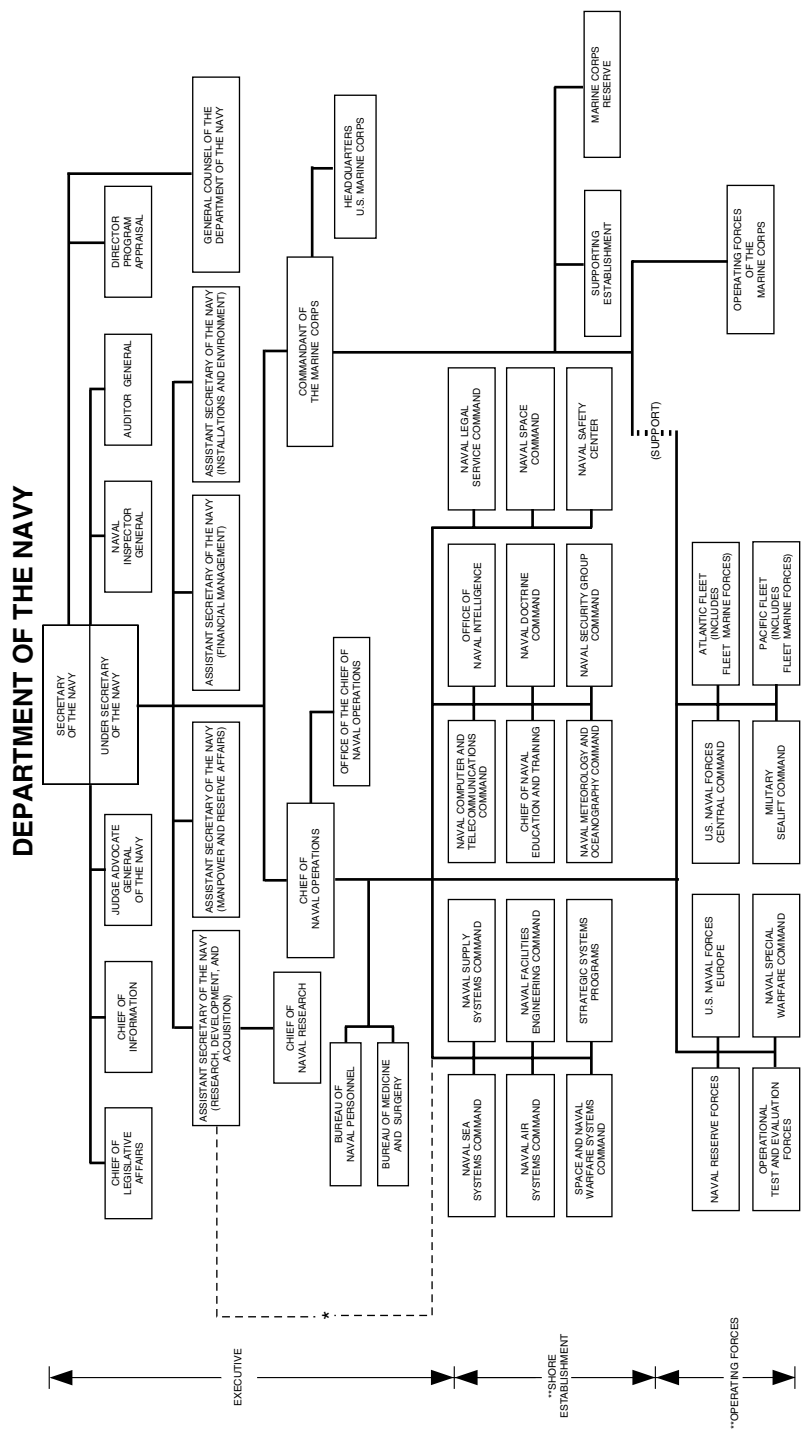 DEPARTMENT OF THE NAVY
SECRETARY
OF THE NAVY
UNDER SECRETARY
OF THE NAVY
CHIEF OF
LEGISLATIVE
AFFAIRS
CHIEF OF
INFORMATION
JUDGE ADVOCATE
GENERAL
OF THE NAVY
NAVAL
INSPECTOR
GENERAL
AUDITOR GENERAL
DIRECTOR
PROGRAM
APPRAISAL
ASSISTANT SECRETARY OF THE NAVY
(RESEARCH, DEVELOPMENT, AND
ACQUISITION)
ASSISTANT SECRETARY OF THE NAVY
(MANPOWER AND RESERVE AFFAIRS)
ASSISTANT SECRETARY OF THE NAVY
(FINANCIAL MANAGEMENT)
ASSISTANT SECRETARY OF THE NAVY
(INSTALLATIONS AND ENVIRONMENT)
GENERAL COUNSEL OF THE
DEPARTMENT OF THE NAVY
EXECUTIVE
*
CHIEF OF
NAVAL RESEARCH
CHIEF OF
NAVAL OPERATIONS
OFFICE OF THE CHIEF OF
NAVAL OPERATIONS
COMMANDANT OF
THE MARINE CORPS
HEADQUARTERS
U.S. MARINE CORPS
BUREAU OF
NAVAL PERSONNEL
BUREAU OF MEDICINE
AND SURGERY
**SHORE
ESTABLISHMENT
NAVAL SEA
SYSTEMS COMMAND
NAVAL SUPPLY
SYSTEMS COMMAND
NAVAL COMPUTER AND
TELECOMMUNICATIONS
COMMAND
OFFICE OF
NAVAL INTELLIGENCE
NAVAL LEGAL
SERVICE COMMAND
NAVAL AIR
SYSTEMS COMMAND
NAVAL FACILITIES
ENGINEERING COMMAND
CHIEF OF NAVAL
EDUCATION AND TRAINING
NAVAL DOCTRINE
COMMAND
NAVAL SPACE
COMMAND
SPACE AND NAVAL
WARFARE SYSTEMS
COMMAND
STRATEGIC SYSTEMS
PROGRAMS
NAVAL METEOROLOGY AND
OCEANOGRAPHY COMMAND
NAVAL SECURITY GROUP
COMMAND
NAVAL SAFETY
CENTER
SUPPORTING
ESTABLISHMENT
MARINE CORPS
RESERVE
(SUPPORT)
**OPERATING FORCES
NAVAL RESERVE FORCES
U.S. NAVAL FORCES
EUROPE
U.S. NAVAL FORCES
CENTRAL COMMAND
ATLANTIC FLEET
(INCLUDES
FLEET MARINE FORCES)
OPERATING FORCES
OF THE
MARINE CORPS
OPERATIONAL
TEST AND EVALUATION
FORCES
NAVAL SPECIAL
WARFARE COMMAND
MILITARY
SEALIFT COMMAND
PACIFIC FLEET
(INCLUDES
FLEET MARINE FORCES)